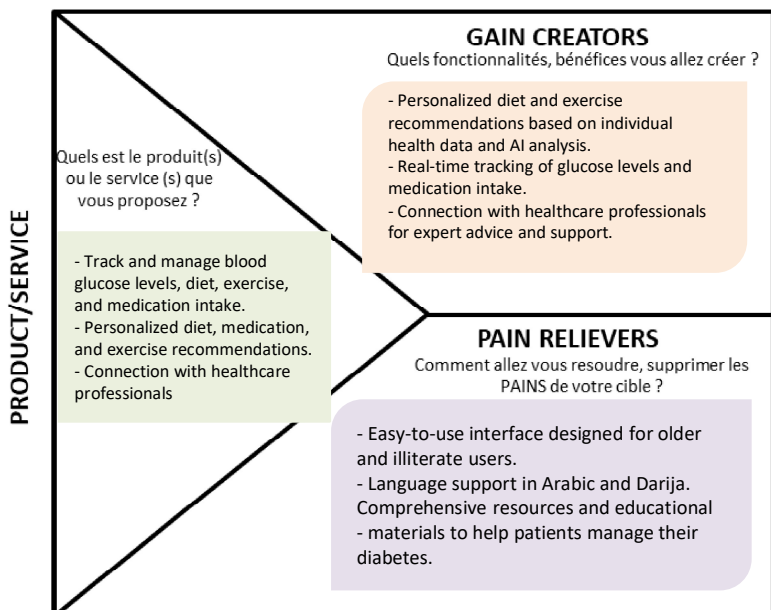 PRODUCT/SERVICE
Quels est le produit(s)
ou le service (s) que
vous proposez ?
- Track and manage blood
glucose levels, diet, exercise,
and medication intake.
- Personalized diet, medication,
and exercise recommendations.
- Connection with healthcare
professionals
GAIN CREATORS
Quels fonctionnalités, bénéfices vous allez créer ?
- Personalized diet and exercise
recommendations based on individual
health data and AI analysis.
- Real-time tracking of glucose levels and
medication intake.
- Connection with healthcare professionals
for expert advice and support.
PAIN RELIEVERS
Comment allez vous resoudre, supprimer les
PAINS de votre cible ?
- Easy-to-use interface designed for older
and illiterate users.
- Language support in Arabic and Darija.
Comprehensive resources and educational
- materials to help patients manage their
diabetes.